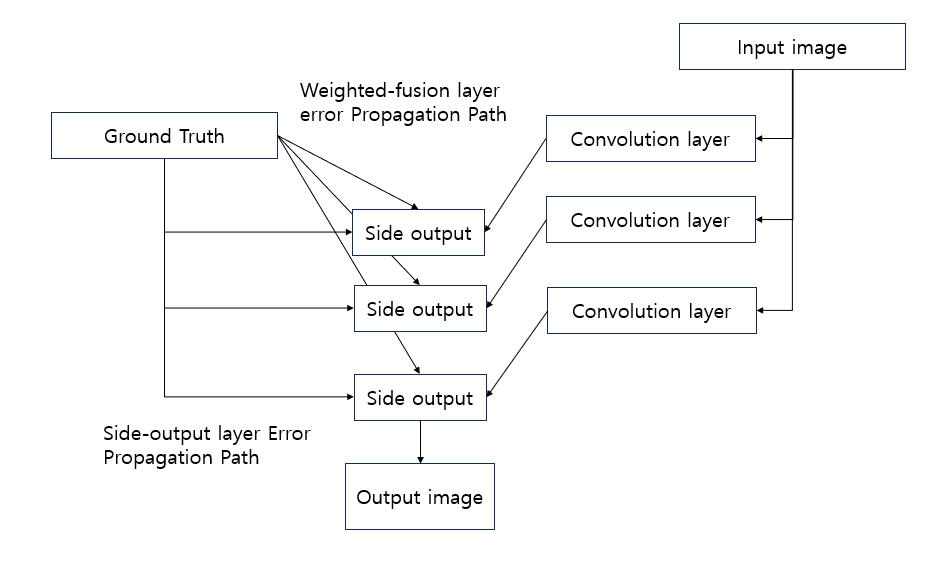 Input image
Weighted-fusion layer
error Propagation Path
Ground Truth
Convolution layer
Side output
Convolution layer
Side output
Convolution layer
Side output
Side-output layer Error
Propagation Path
Output image